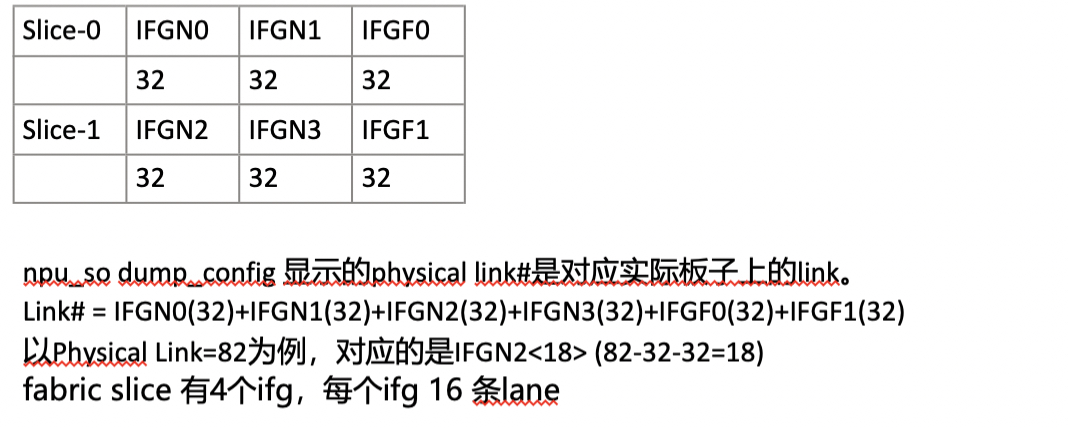 Slice-0 IFGN0 IFGN1 IFGF0
32 32 32
Slice-1 IFGN2 IFGN3 IFGF1
32 32 32
npu_so dump_config 显示的physical link#是对应实际板子上的link。
Link# = IFGN0(32)+IFGN1(32)+IFGN2(32)+IFGN3(32)+IFGF0(32)+IFGF1(32)
以Physical Link=82为例，对应的是IFGN2<18> (82-32-32=18)
fabric slice 有4个ifg，每个ifg 16 条lane